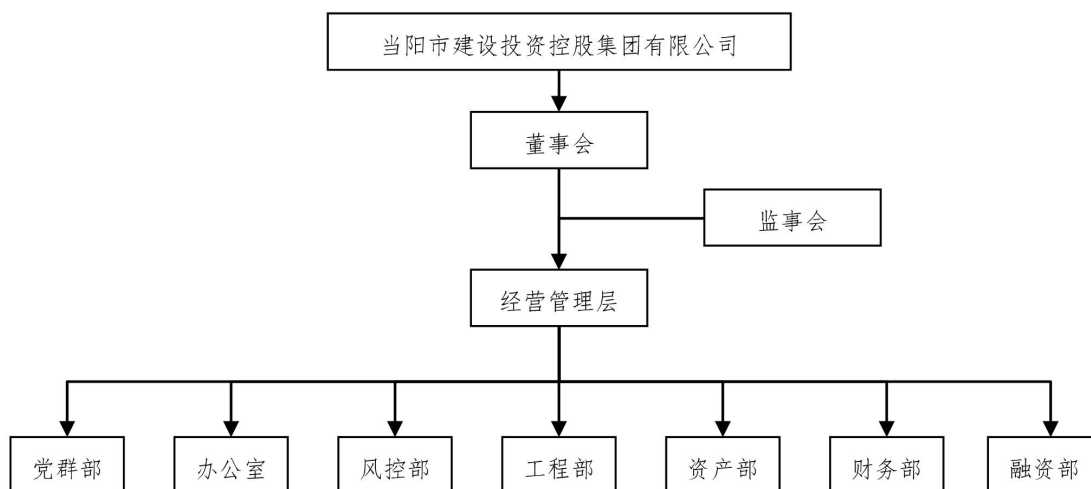 当阳市建设投资控股集团有限公司
董事会
监事会
经营管理层
党群部
办公室
风控部
工程部
资产部
财务部
融资部